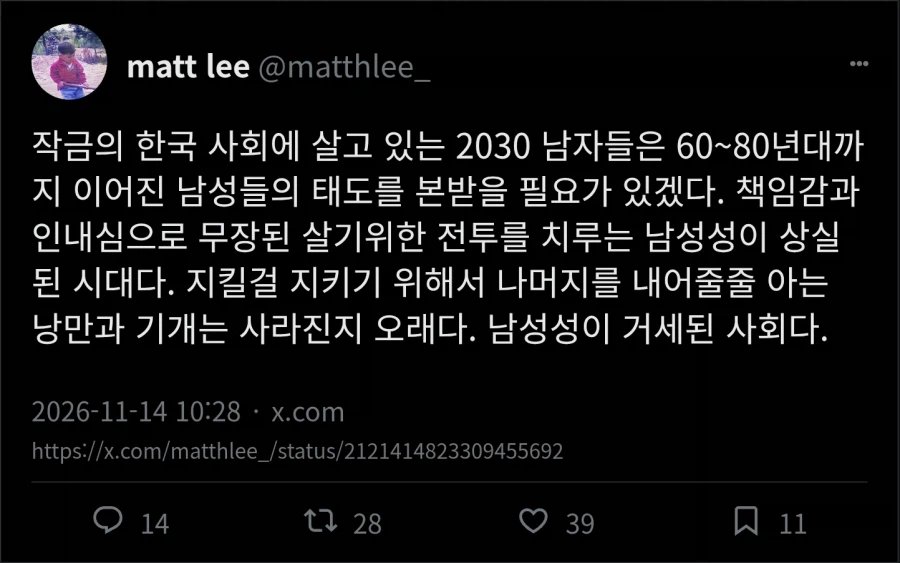 matt lee @matthlee_
작금의 한국 사회에 살고 있는 2030 남자들은 60~80년대까
지 이어진 남성들의 태도를 본받을 필요가 있겠다. 책임감과
인내심으로 무장된 살기위한 전투를 치루는 남성성이 상실
된 시대다. 지킬걸 지키기 위해서 나머지를 내어줄줄 아는
낭만과 기개는 사라진지 오래다. 남성성이 거세된 사회다.
2026-11-14 10:28 · x.com
https://x.com/matthlee_/status/2121414823309455692
14 28 39 11